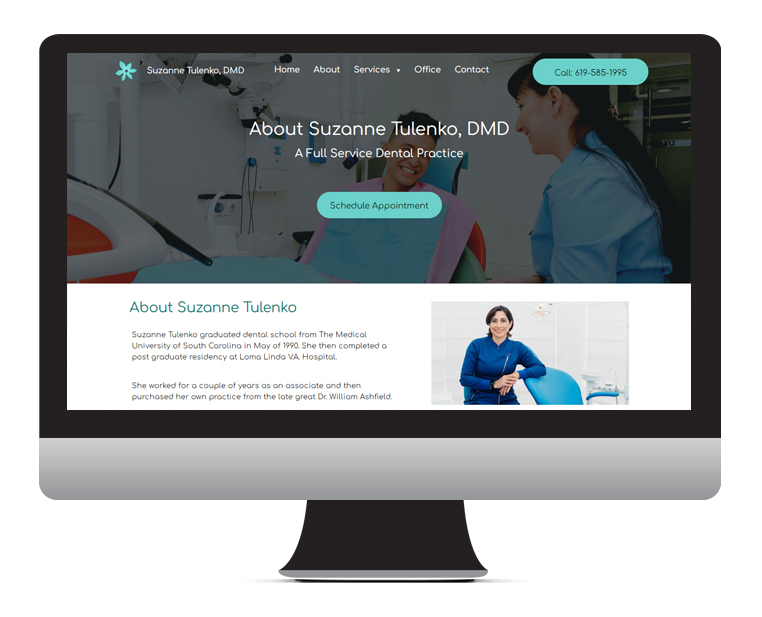 Suzanne Tulenko, DMD
Home About Services ▼ Office Contact
Call: 619-585-1995
About Suzanne Tulenko, DMD
A Full Service Dental Practice
Schedule Appointment
About Suzanne Tulenko
Suzanne Tulenko graduated dental school from The Medical
University of South Carolina in May of 1990. She then completed a
post graduate residency at Loma Linda V.A. Hospital.
She worked for a couple of years as an associate and then
purchased her own practice from the late great Dr. William Ashfield.